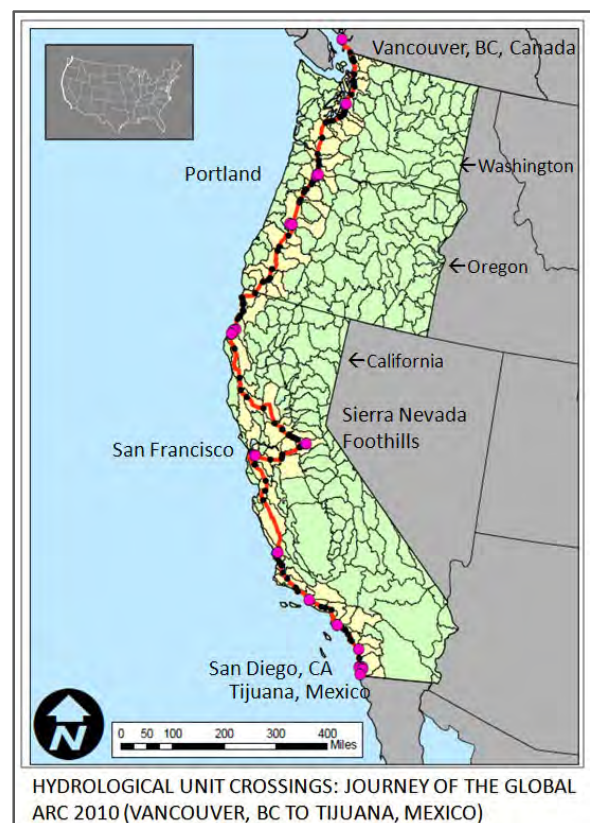 Vancouver, BC, Canada
Portland
←Washington
←Oregon
←California
Sierra Nevada
Foothills
San Francisco
San Diego, CA
Tijuana, Mexico
N
0 25 50 100 200 300 400
Miles
HYDROLOGICAL UNIT CROSSINGS: JOURNEY OF THE GLOBAL
ARC 2010 (VANCOUVER, BC TO TIJUANA, MEXICO)